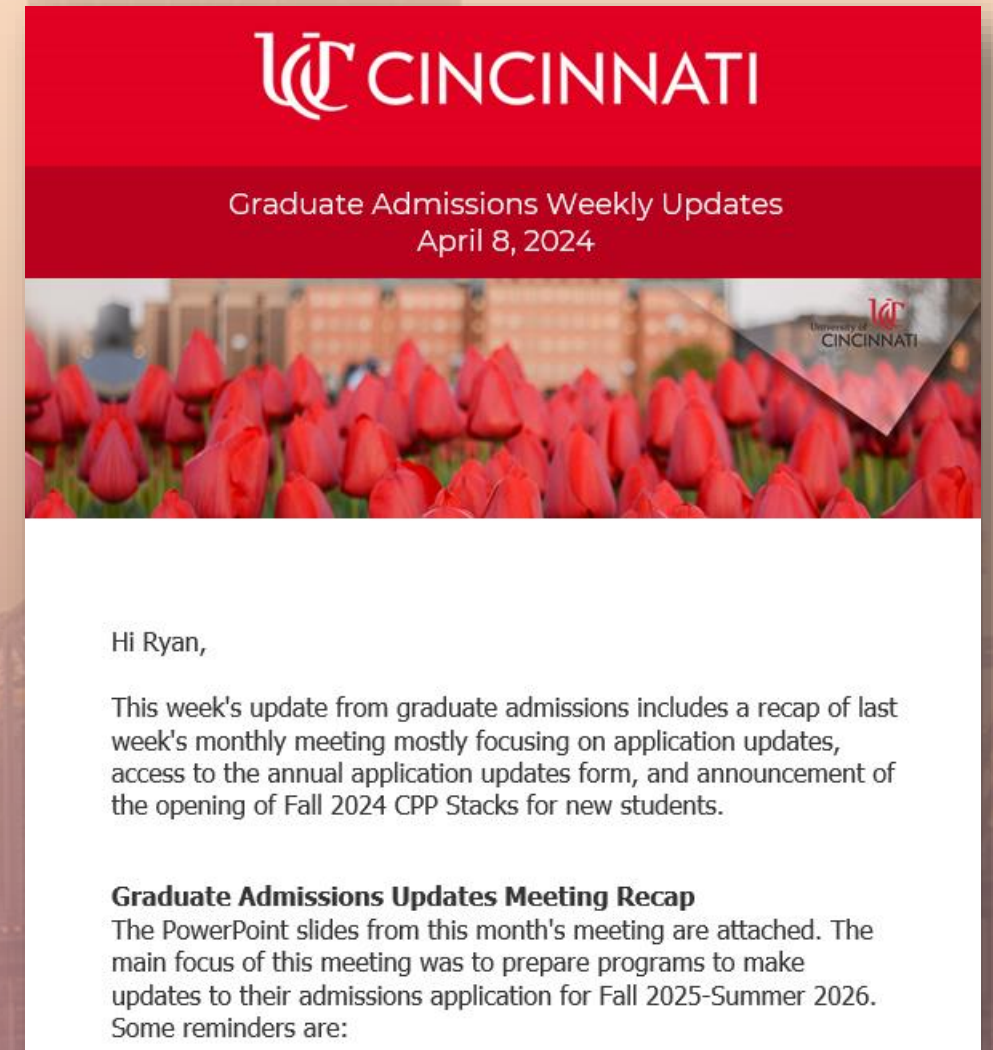 UC CINCINNATI
Graduate Admissions Weekly Updates
April 8, 2024
UC
University of
CINCINNATI
Hi Ryan,
This week's update from graduate admissions includes a recap of last
week's monthly meeting mostly focusing on application updates,
access to the annual application updates form, and announcement of
the opening of Fall 2024 CPP Stacks for new students.
Graduate Admissions Updates Meeting Recap
The PowerPoint slides from this month's meeting are attached. The
main focus of this meeting was to prepare programs to make
updates to their admissions application for Fall 2025-Summer 2026.
Some reminders are: